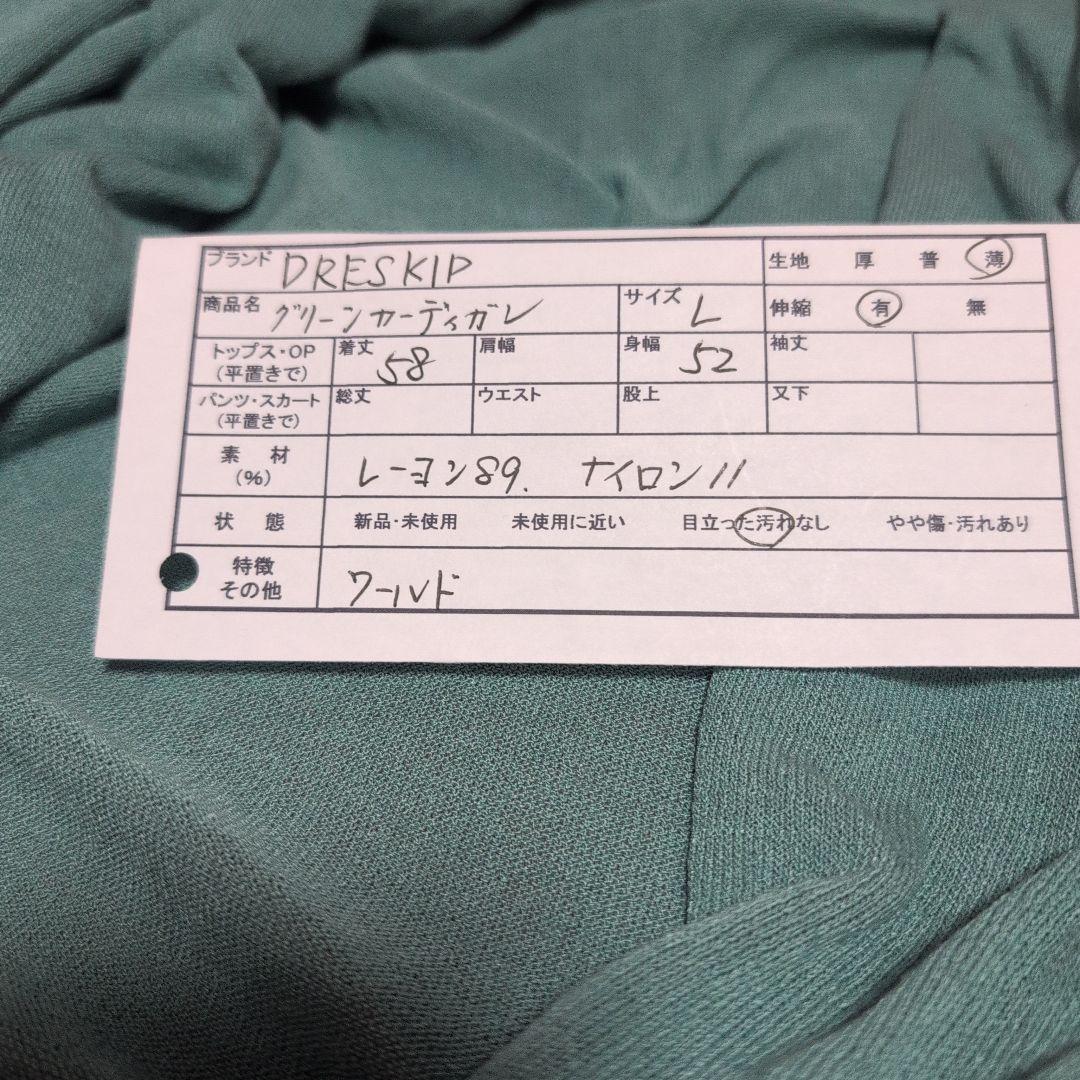 ブランド DRESKIP 生地 厚 普 薄
商品名 グリーンカーディガン サイズ L 伸縮 有 無
トップス・OP (平置きで) 着丈 58 肩幅 身幅 52 袖丈
パンツ・スカート (平置きで) 総丈 ウエスト 股上 又下
素材 (%) レーヨン89. ナイロン11
状態 新品・未使用 未使用に近い 目立った汚れなし やや傷・汚れあり
特徴 その他 ワールド